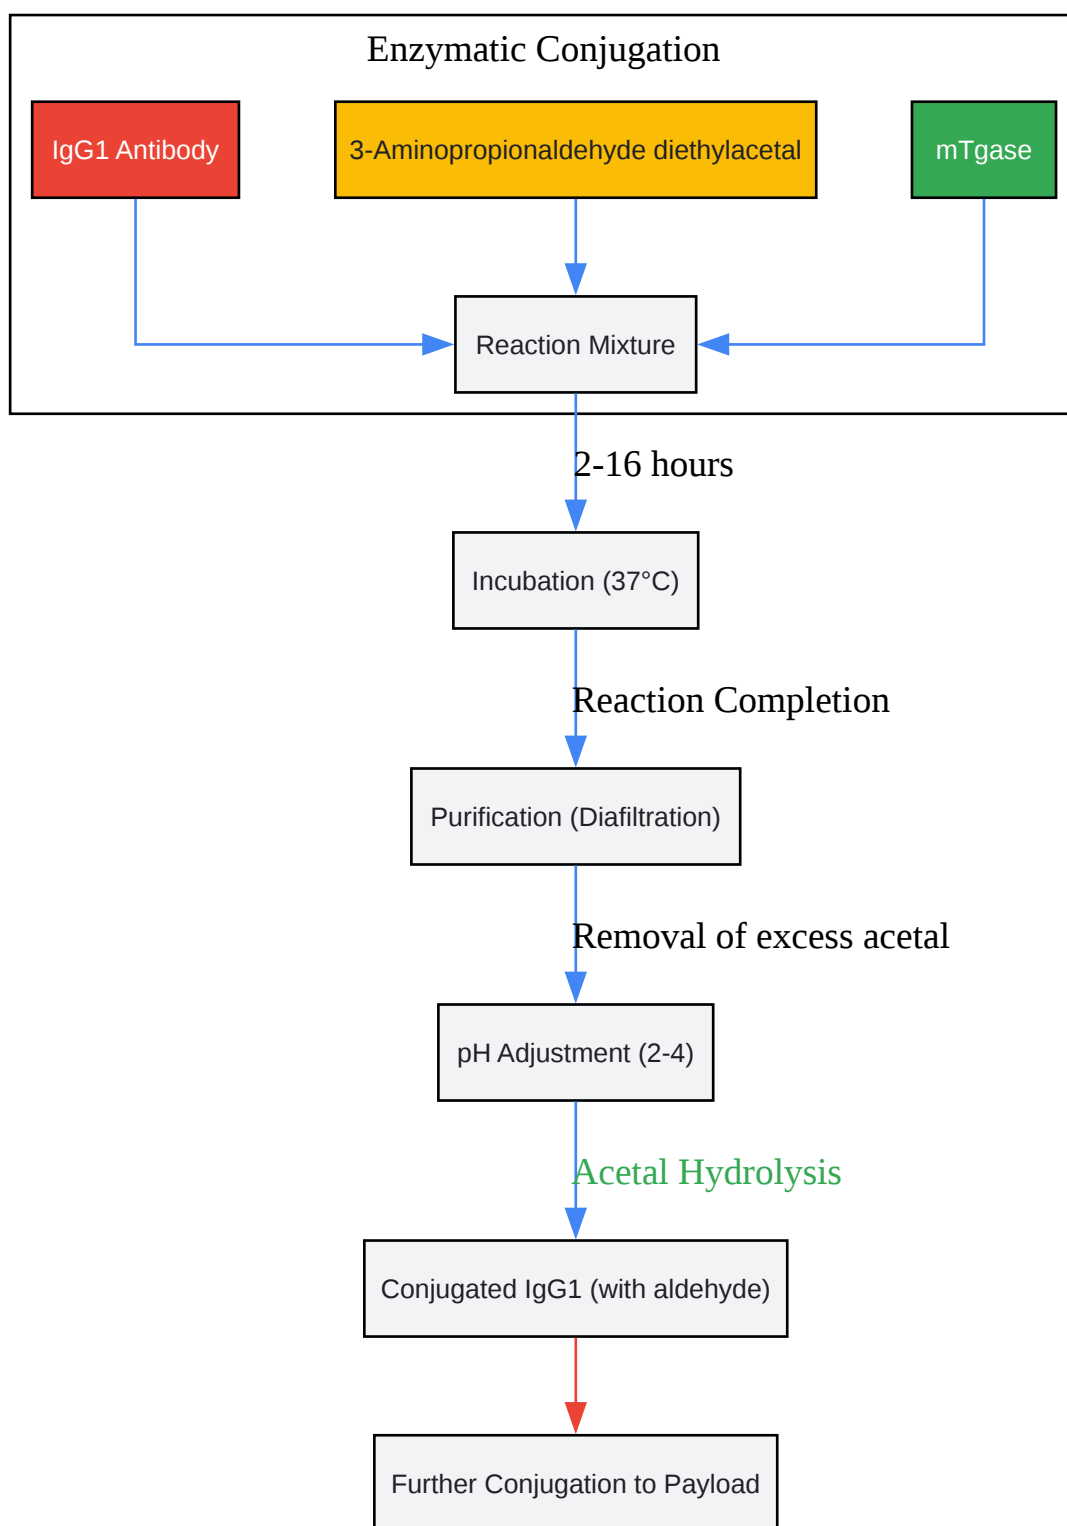 Enzymatic Conjugation
IgG1 Antibody
3-Aminopropionaldehyde diethylacetal
mTgase
Reaction Mixture
2-16 hours
Incubation (37°C)
Reaction Completion
Purification (Diafiltration)
Removal of excess acetal
pH Adjustment (2-4)
Acetal Hydrolysis
Conjugated IgG1 (with aldehyde)
Further Conjugation to Payload